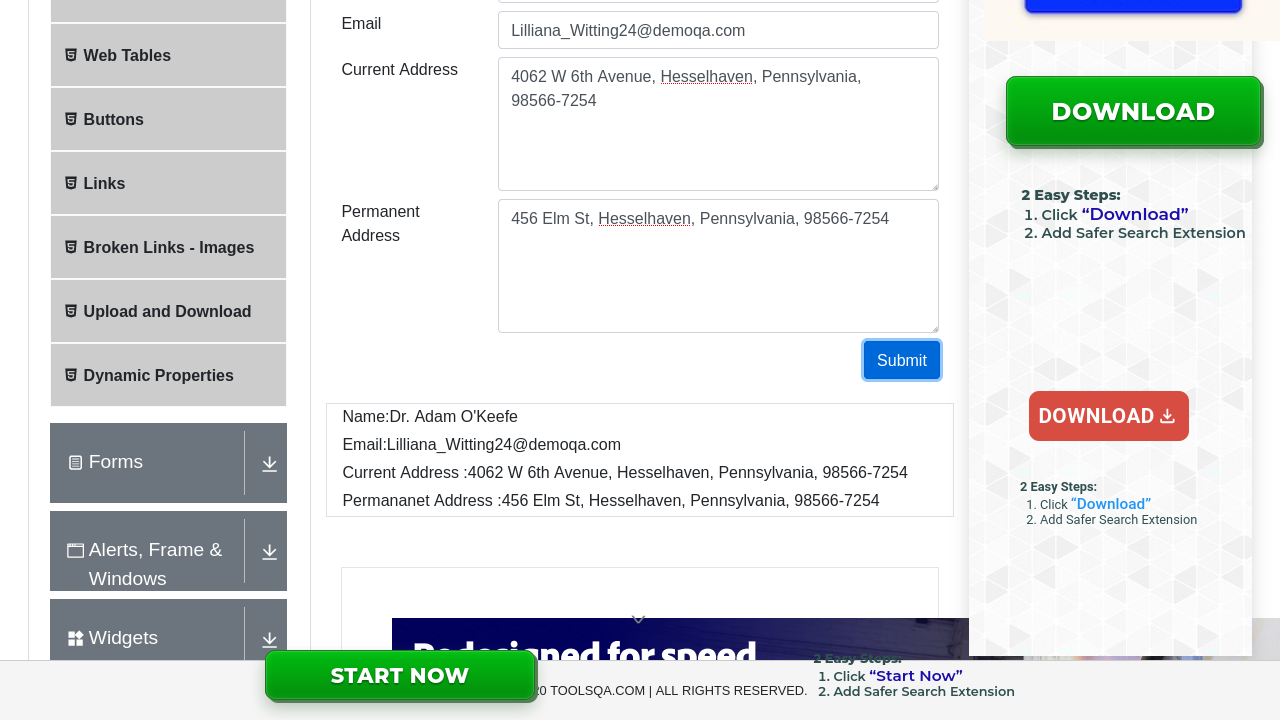 Email
Lilliana_Witting24@demoqa.com
Current Address
4062 W 6th Avenue, Hesselhaven, Pennsylvania,
98566-7254
Permanent
Address
456 Elm St, Hesselhaven, Pennsylvania, 98566-7254
Submit
Name:Dr. Adam O'Keefe
Email:Lilliana_Witting24@demoqa.com
Current Address :4062 W 6th Avenue, Hesselhaven, Pennsylvania, 98566-7254
Permananet Address :456 Elm St, Hesselhaven, Pennsylvania, 98566-7254
Web Tables
Buttons
Links
Broken Links - Images
Upload and Download
Dynamic Properties
Forms
Alerts, Frame &
Windows
Widgets
DOWNLOAD
2 Easy Steps:
1. Click “Download”
2. Add Safer Search Extension
DOWNLOAD
2 Easy Steps:
1. Click “Download”
2. Add Safer Search Extension
Redesigned for speed
START NOW
20 TOOLSQA.COM | ALL RIGHTS RESERVED.
2 Easy Steps:
1. Click “Start Now”
2. Add Safer Search Extension